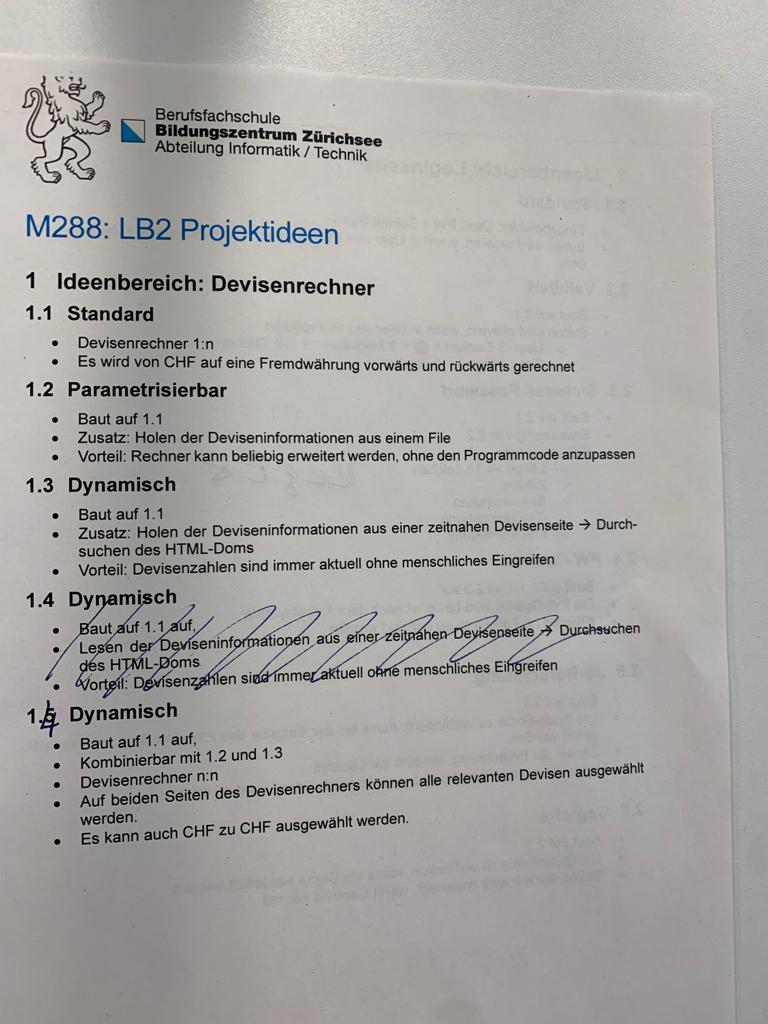 Berufsfachschule
Bildungszentrum Zürichsee
Abteilung Informatik / Technik
M288: LB2 Projektideen
1 Ideenbereich: Devisenrechner
1.1 Standard
• Devisenrechner 1:n
• Es wird von CHF auf eine Fremdwährung vorwärts und rückwärts gerechnet
1.2 Parametrisierbar
• Baut auf 1.1
• Zusatz: Holen der Deviseninformationen aus einem File
• Vorteil: Rechner kann beliebig erweitert werden, ohne den Programmcode anzupassen
1.3 Dynamisch
• Baut auf 1.1
• Zusatz: Holen der Deviseninformationen aus einer zeitnahen Devisenseite → Durch-
suchen des HTML-Doms
• Vorteil: Devisenzahlen sind immer aktuell ohne menschliches Eingreifen
1.4 Dynamisch
• Baut auf 1.1 auf,
• Lesen der Deviseninformationen aus einer zeitnahen Devisenseite → Durchsuchen
des HTML-Doms
• Vorteil: Devisenzahlen sind immer aktuell ohne menschliches Eingreifen
1.4 Dynamisch
• Baut auf 1.1 auf,
• Kombinierbar mit 1.2 und 1.3
• Devisenrechner n:n
• Auf beiden Seiten des Devisenrechners können alle relevanten Devisen ausgewählt
werden.
• Es kann auch CHF zu CHF ausgewählt werden.